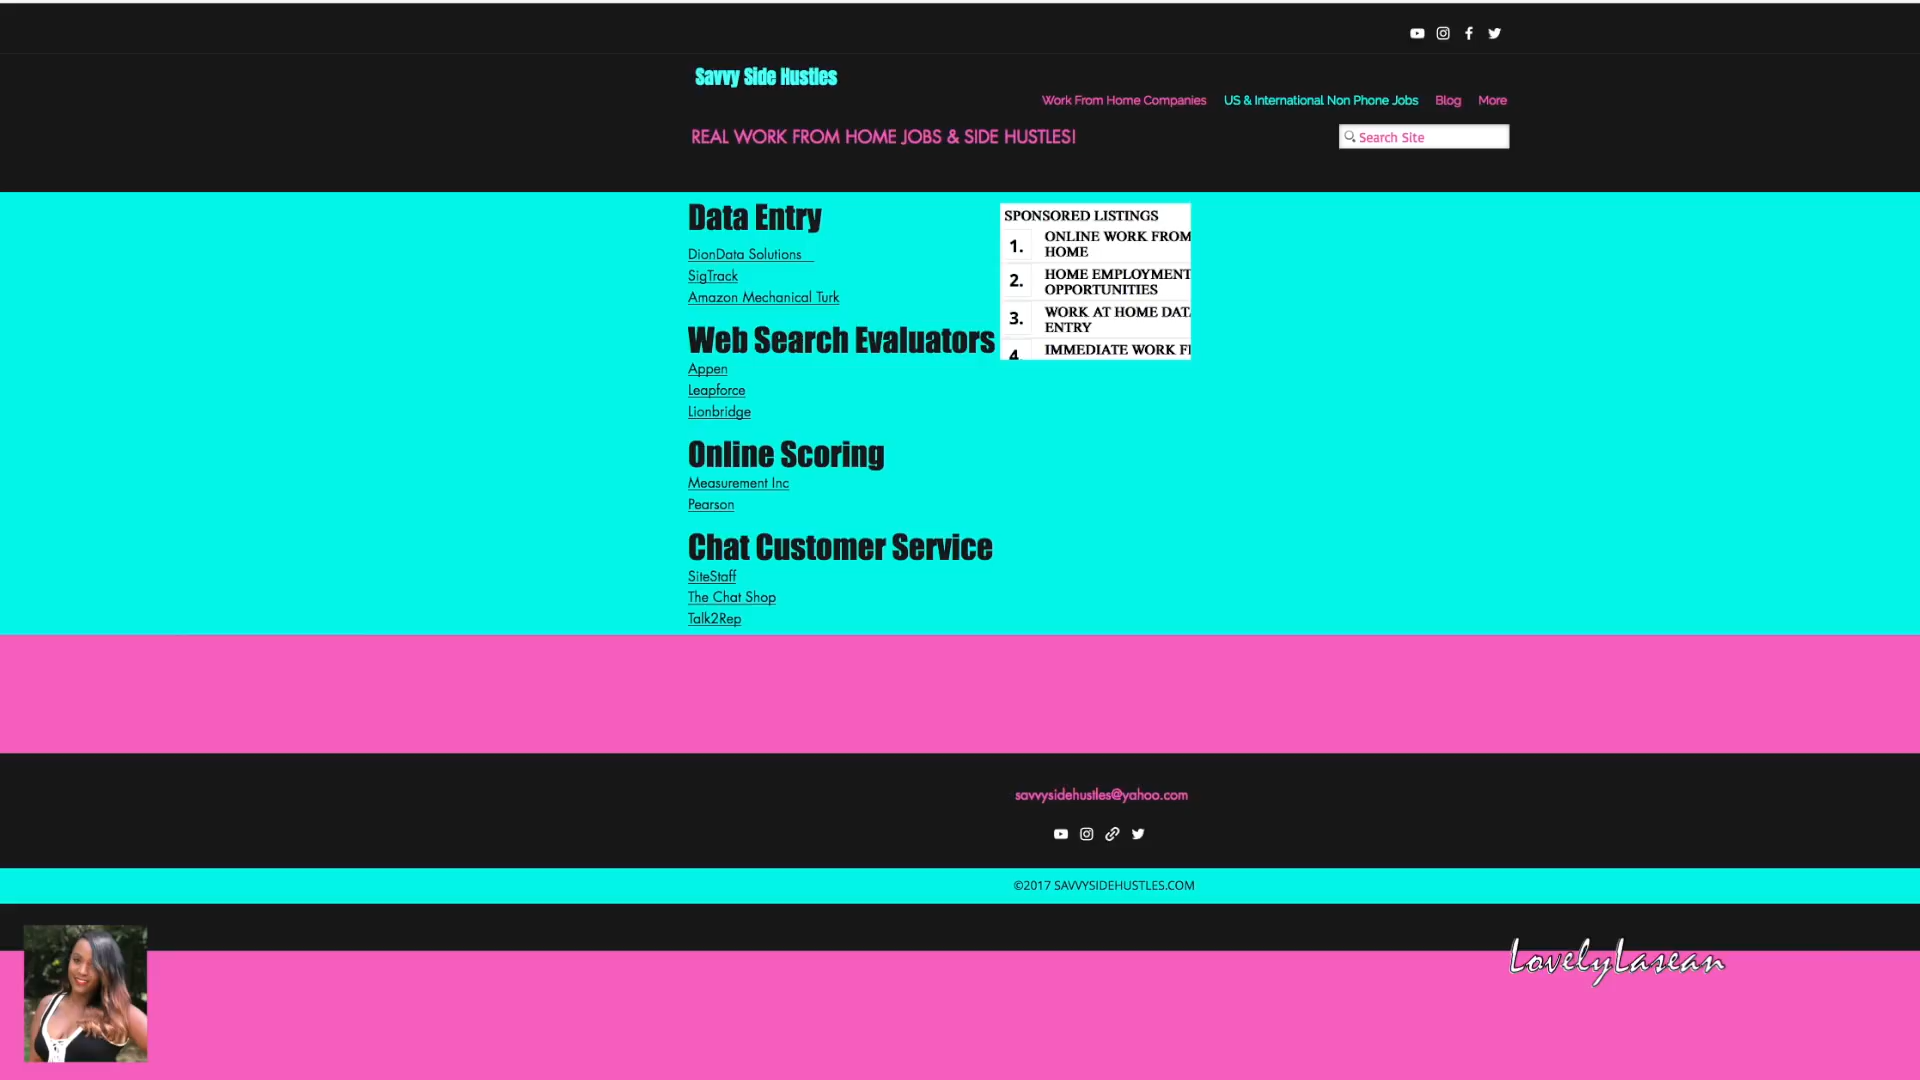 Savvy Side Hustles
Work From Home Companies US & International Non Phone Jobs Blog More
REAL WORK FROM HOME JOBS & SIDE HUSTLES!
Search Site
Data Entry
DionData Solutions
SigTrack
Amazon Mechanical Turk
Web Search Evaluators
Appen
Leapforce
Lionbridge
Online Scoring
Measurement Inc
Pearson
Chat Customer Service
SiteStaff
The Chat Shop
Talk2Rep
SPONSORED LISTINGS
1. ONLINE WORK FROM
HOME
2. HOME EMPLOYMENT
OPPORTUNITIES
3. WORK AT HOME DATA
ENTRY
4. IMMEDIATE WORK
savvysidehustles@yahoo.com
©2017 SAVVYSIDEHUSTLES.COM
LovelyLasean